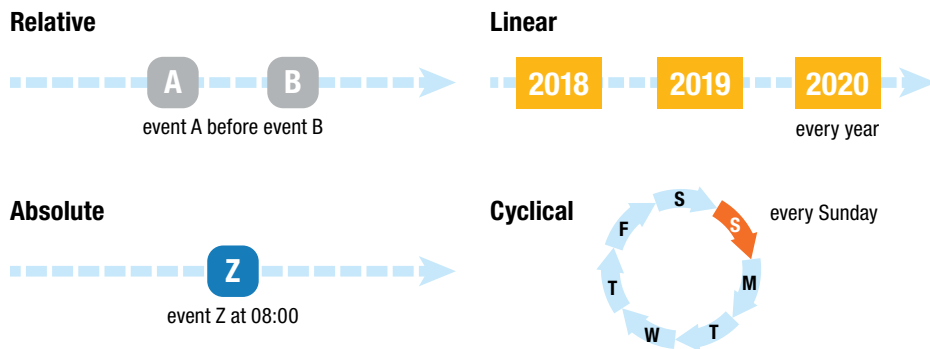 Relative
A B
event A before event B
Linear
2018 2019 2020
every year
Absolute
Z
event Z at 08:00
Cyclical
every Sunday
S
S
M
T
W
T
F